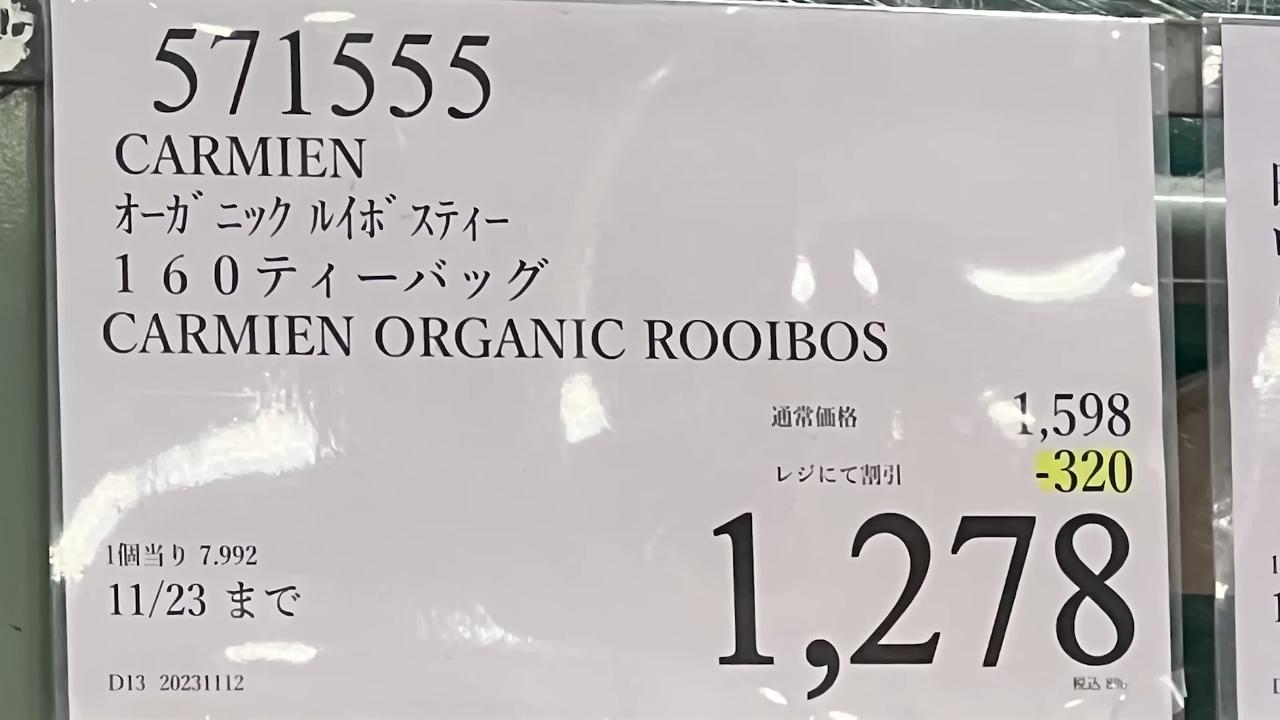 571555
CARMIEN
オーガニック ルイボスティー
160ティーバッグ
CARMIEN ORGANIC ROOIBOS
通常価格 1,598
レジにて割引 -320
1,278
1個当り 7.992
11/23 まで
D13 20231112
税込 8%